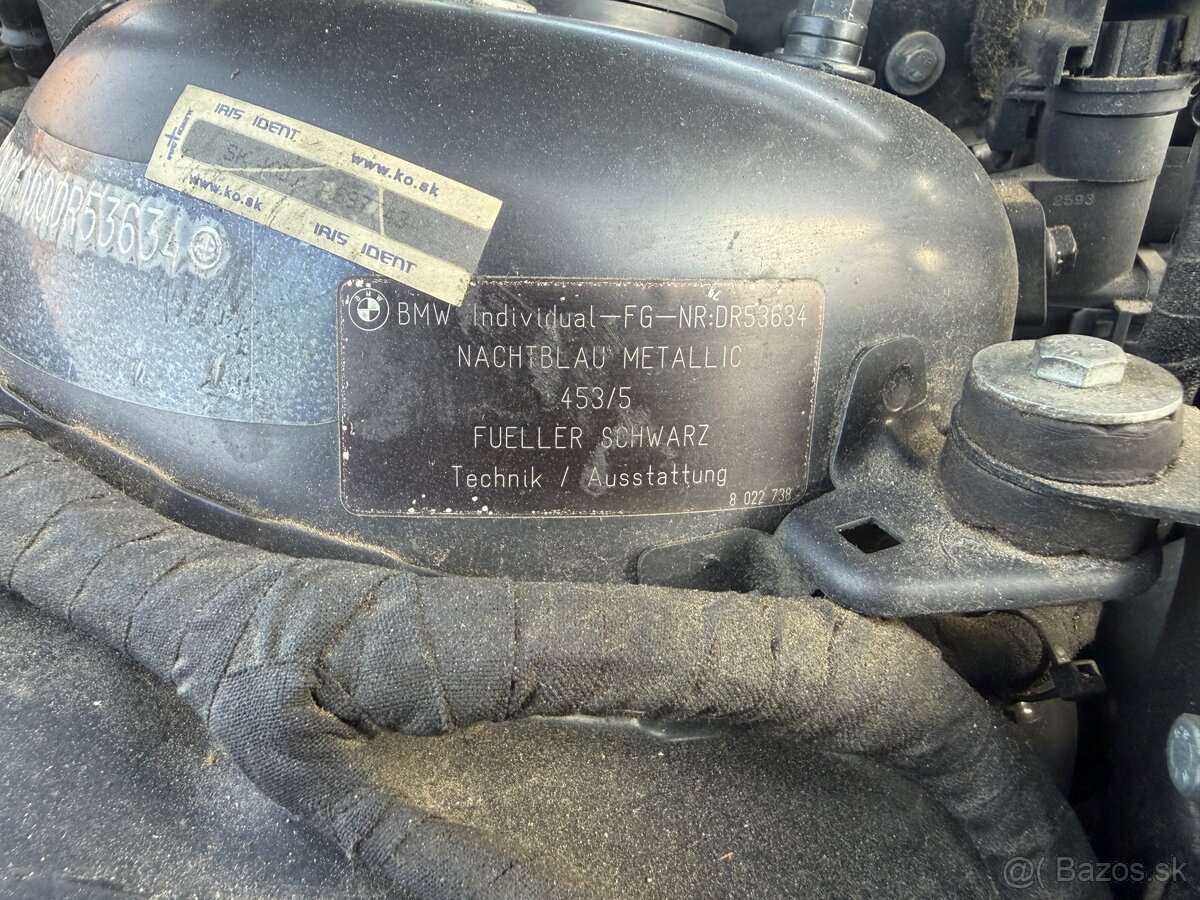 IRIS IDENT
www.ko.sk
www.ko.sk
IRIS IDENT
DR53634
BMW Individual-FG-NR:DR53634
NACHTBLAU METALLIC
453/5
FUELLER SCHWARZ
Technik / Ausstattung
8 022 738
2593
@( Bazos.sk